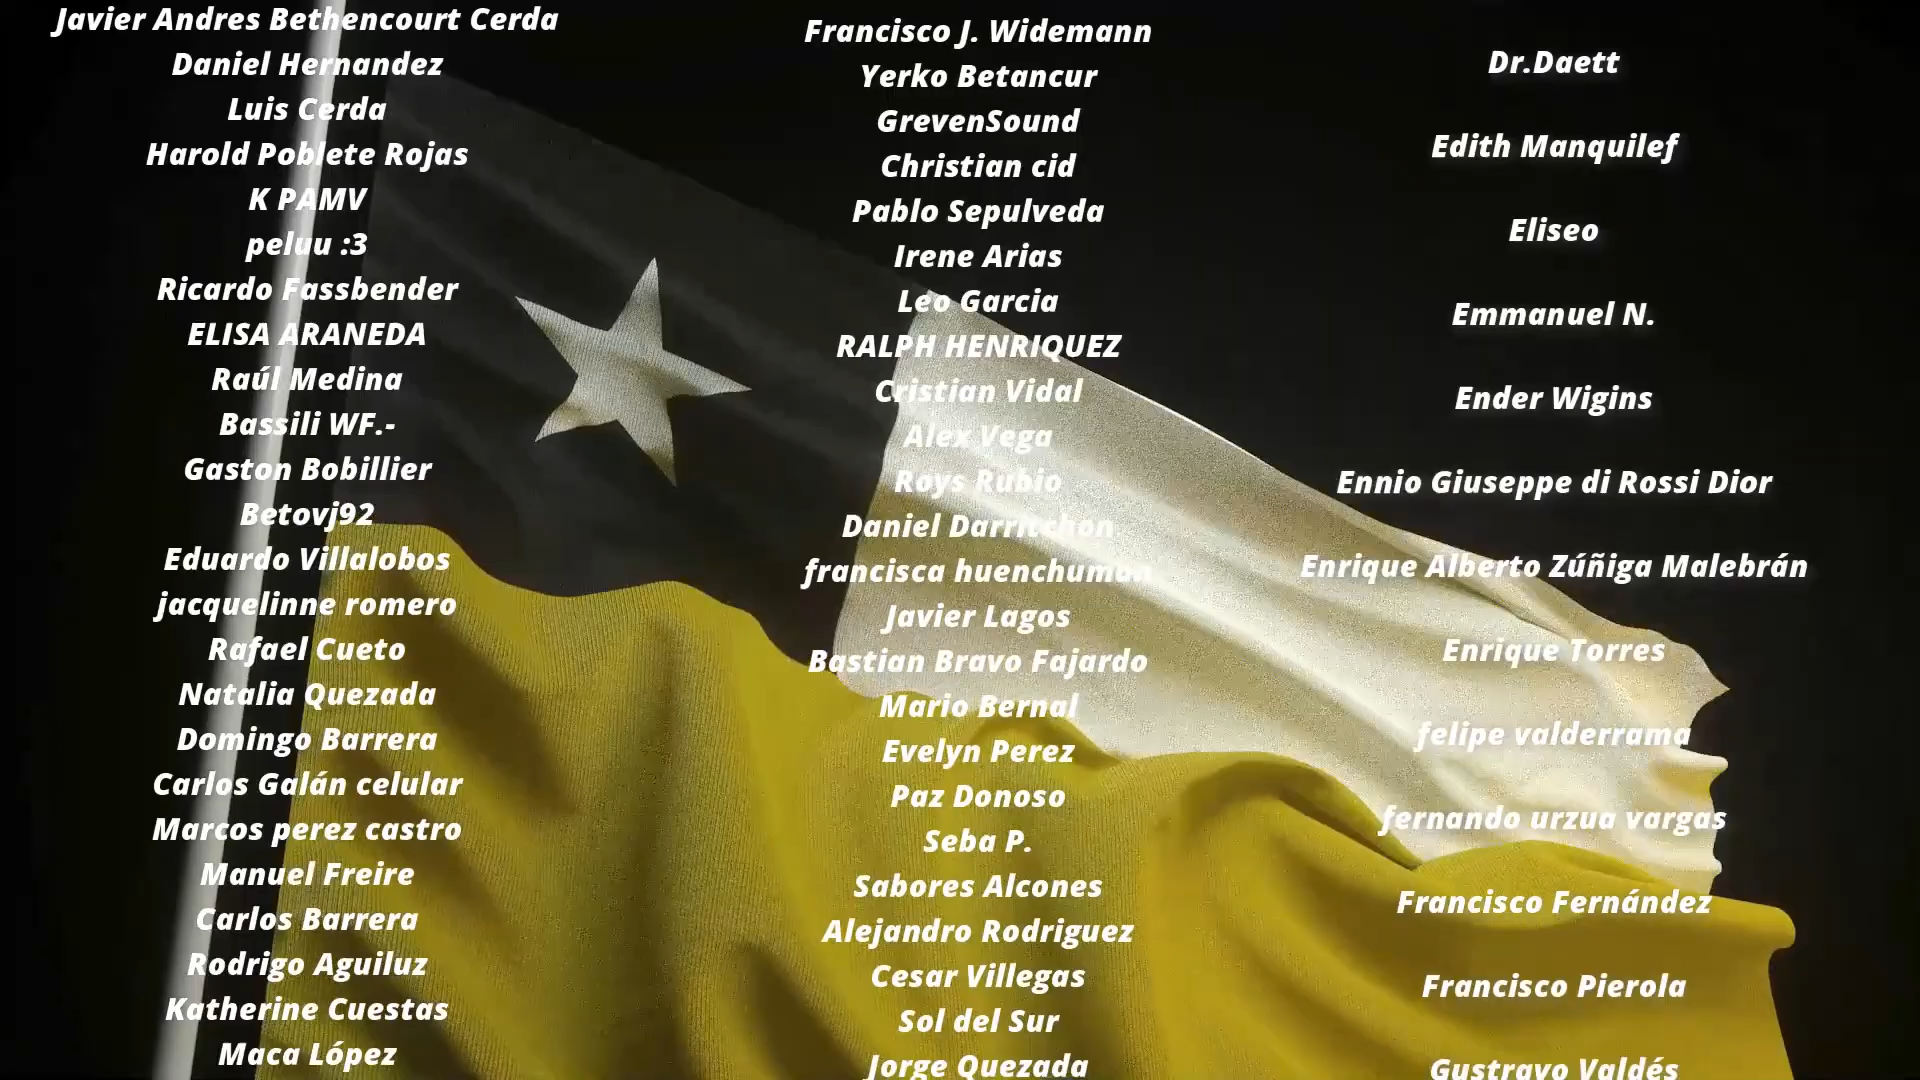 Javier Andres Bethencourt Cerda
Daniel Hernandez
Luis Cerda
Harold Poblete Rojas
K PAMV
peluu :3
Ricardo Fassbender
ELISA ARANEDA
Raúl Medina
Bassili WF.-
Gaston Bobillier
Betovj92
Eduardo Villalobos
jacquelinne romero
Rafael Cueto
Natalia Quezada
Domingo Barrera
Carlos Galán celular
Marcos perez castro
Manuel Freire
Carlos Barrera
Rodrigo Aguiluz
Katherine Cuestas
Maca López
Francisco J. Widemann
Yerko Betancur
GrevenSound
Christian cid
Pablo Sepulveda
Irene Arias
Leo Garcia
RALPH HENRIQUEZ
Cristian Vidal
Alex Vega
Roys Rubio
Daniel Darritchon
francisca huenchuman
Javier Lagos
Bastian Bravo Fajardo
Mario Bernal
Evelyn Perez
Paz Donoso
Seba P.
Sabores Alcones
Alejandro Rodriguez
Cesar Villegas
Sol del Sur
Jorge Quezada
Dr.Daett
Edith Manquilef
Eliseo
Emmanuel N.
Ender Wigins
Ennio Giuseppe di Rossi Dior
Enrique Alberto Zúñiga Malebrán
Enrique Torres
felipe valderrama
fernando urzua vargas
Francisco Fernández
Francisco Pierola
Gustravo Valdés